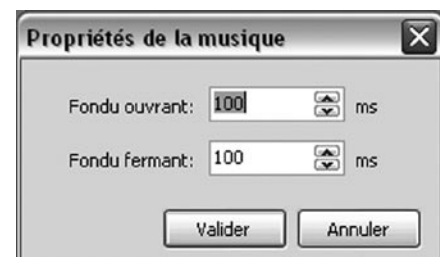 Propriétés de la musique
Fondu ouvrant: 100 ms
Fondu fermant: 100 ms
Valider Annuler